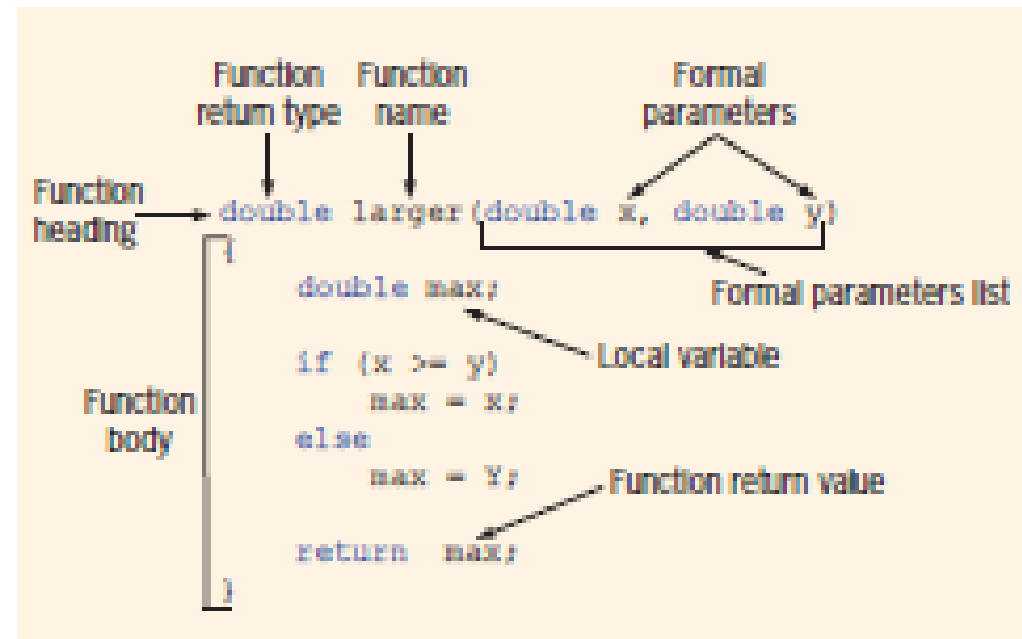 Function return type
Function name
Formal parameters
Function heading
double larger(double x, double y)
{
Formal parameters list
double max;
Local variable
if (x >= y)
max = x;
Function body
else
max = Y;
Function return value
return max;
}